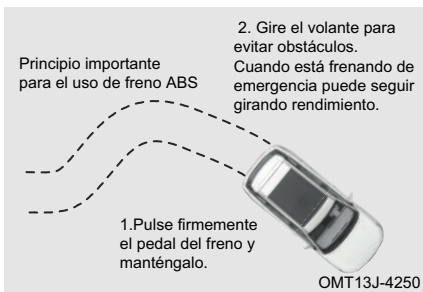 Principio importante
para el uso de freno ABS
2. Gire el volante para
evitar obstáculos.
Cuando está frenando de
emergencia puede seguir
girando rendimiento.
1.Pulse firmemente
el pedal del freno y
manténgalo.
OMT13J-4250